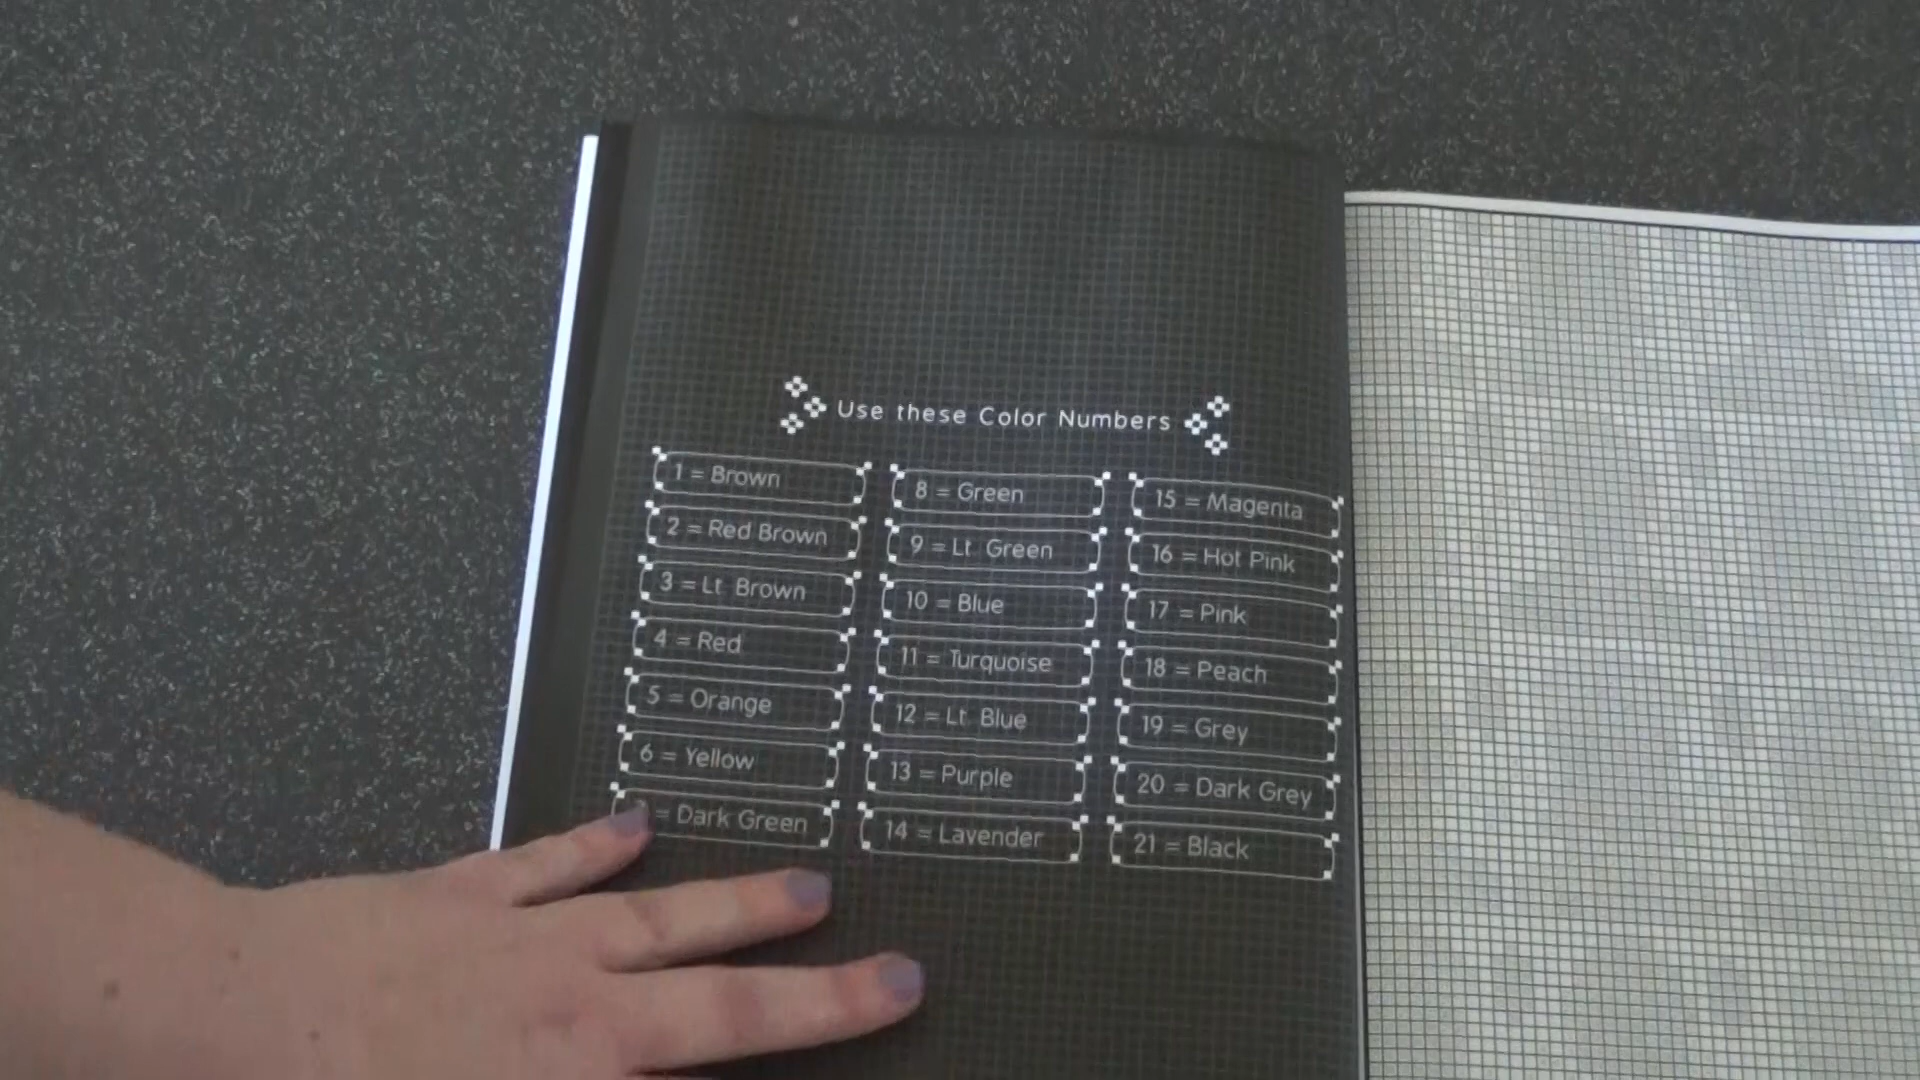 Use these Color Numbers
1 = Brown
2 = Red Brown
3 = Lt. Brown
4 = Red
5 = Orange
6 = Yellow
= Dark Green
8 = Green
9 = Lt. Green
10 = Blue
11 = Turquoise
12 = Lt. Blue
13 = Purple
14 = Lavender
15 = Magenta
16 = Hot Pink
17 = Pink
18 = Peach
19 = Grey
20 = Dark Grey
21 = Black